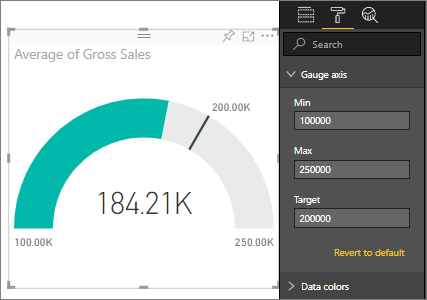 Average of Gross Sales
200.00K
184.21K
100.00K
250.00K
Search
Gauge axis
Min
100000
Max
250000
Target
200000
Revert to default
Data colors